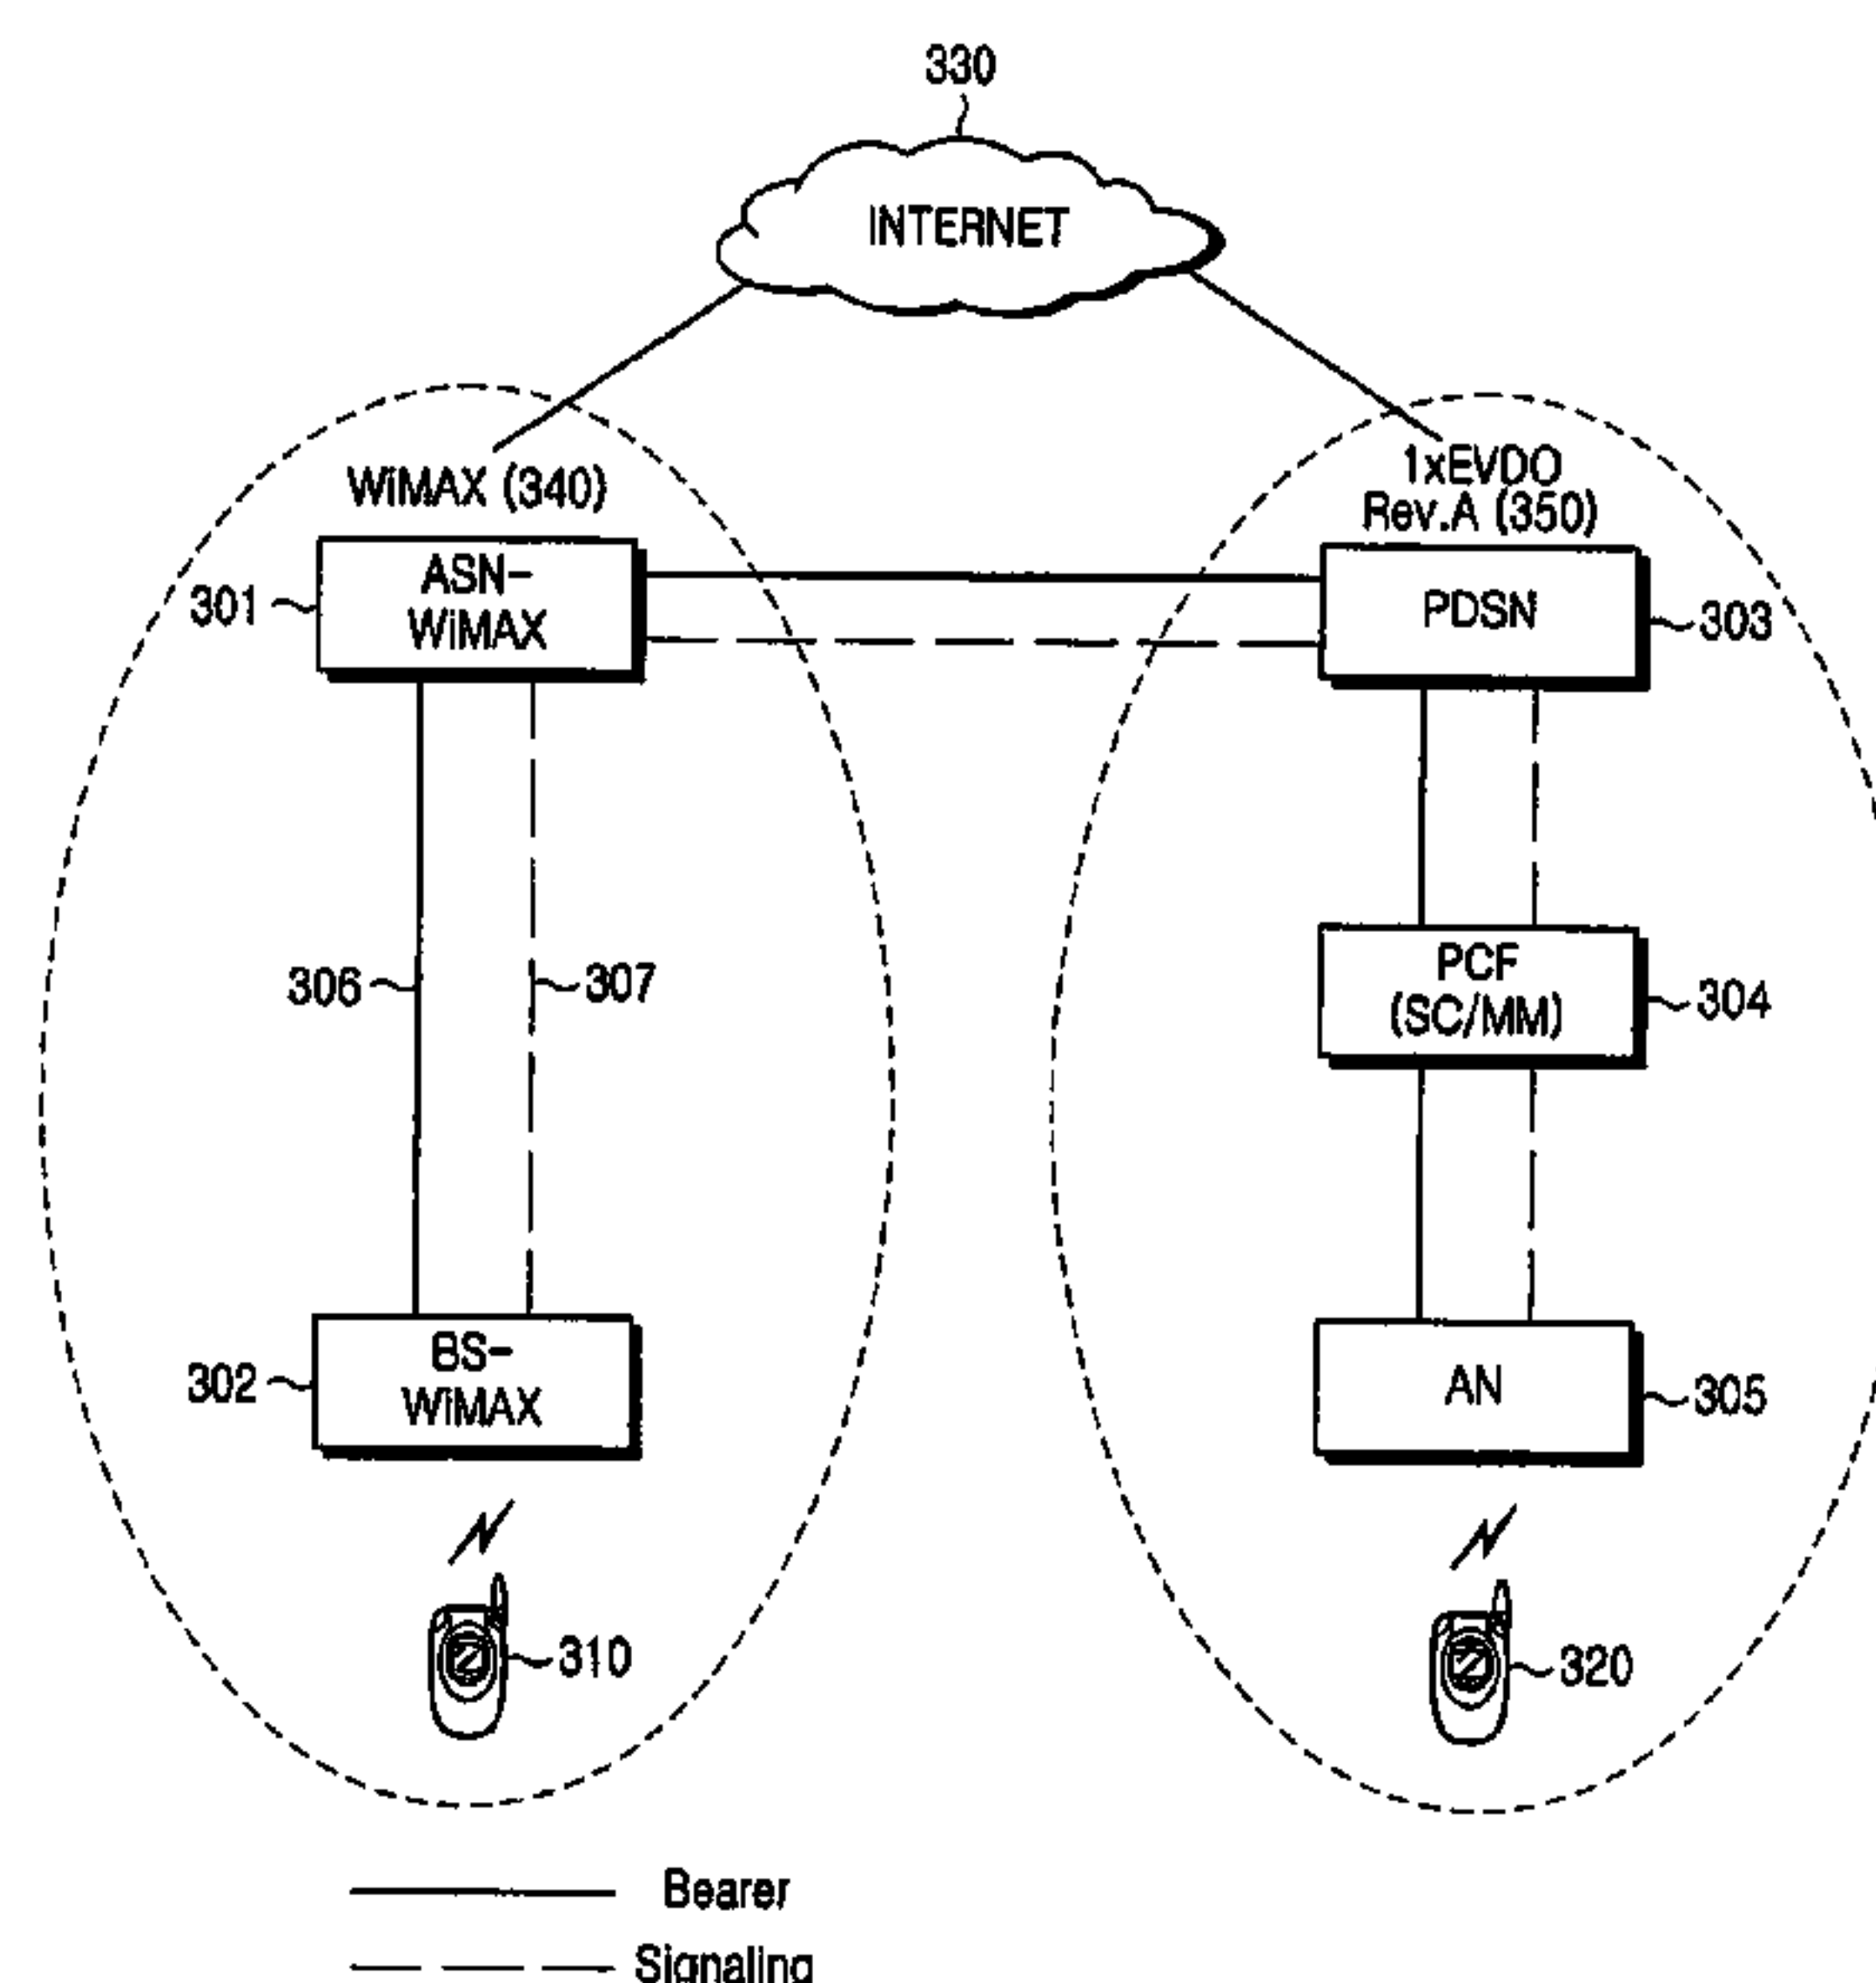 330
INTERNET
WiMAX (340)
1xEVDO
Rev.A (350)
ASN-
WiMAX
301
PDSN
303
306
307
PCF
(SC/MM)
304
BS-
WiMAX
302
AN
305
310
320
Bearer
Signaling